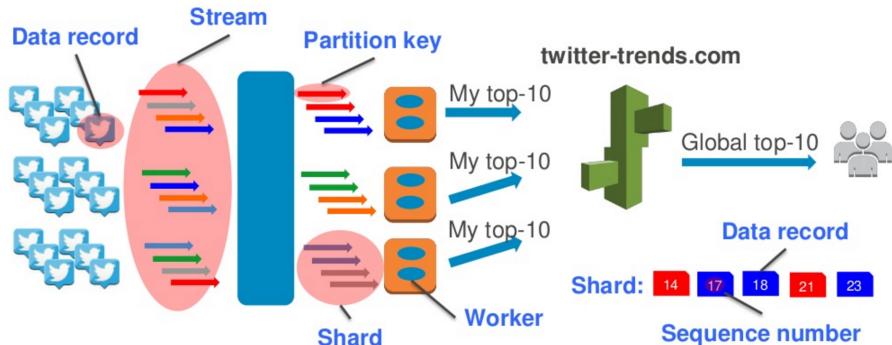 Stream
Data record
Partition key
twitter-trends.com
My top-10
My top-10
My top-10
Global top-10
Data record
Shard: 14 17 18 21 23
Shard
Worker
Sequence number